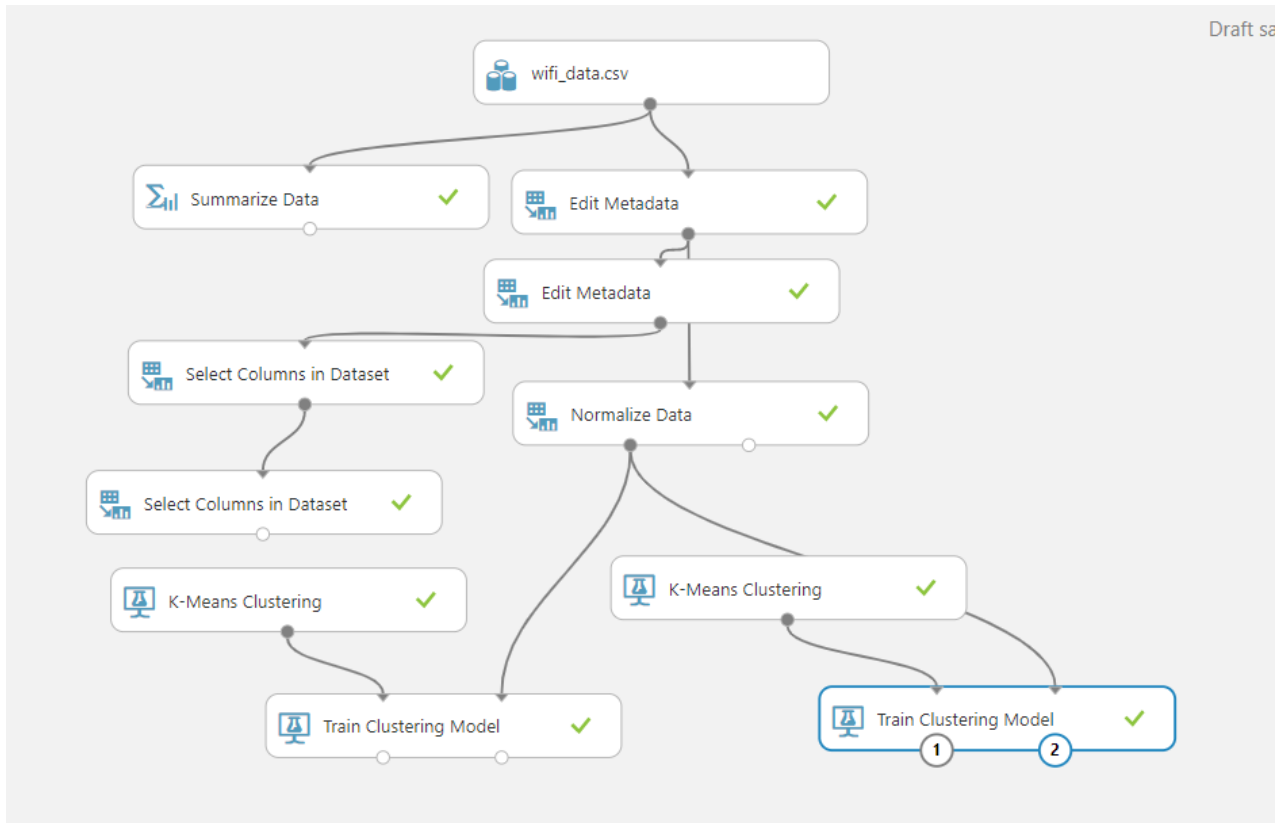 Draft sa
wifi_data.csv
Summarize Data
Edit Metadata
Edit Metadata
Select Columns in Dataset
Normalize Data
Select Columns in Dataset
K-Means Clustering
K-Means Clustering
Train Clustering Model
Train Clustering Model
1
2